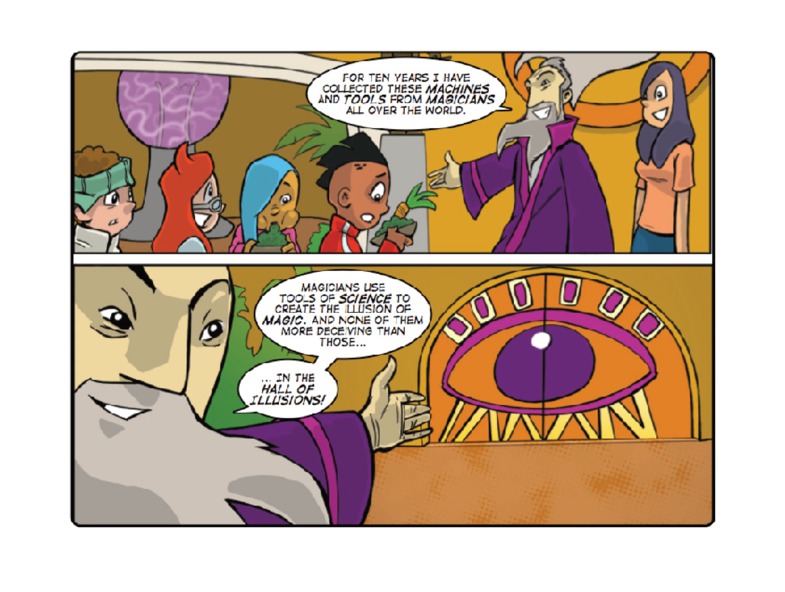 FOR TEN YEARS I HAVE
COLLECTED THESE MACHINES
AND TOOLS FROM MAGICIANS
ALL OVER THE WORLD.
MAGICIANS USE
TOOLS OF SCIENCE TO
CREATE THE ILLUSION OF
MAGIC. AND NONE OF THEM
MORE DECEIVING THAN
THOSE...
... IN THE
HALL OF
ILLUSIONS!